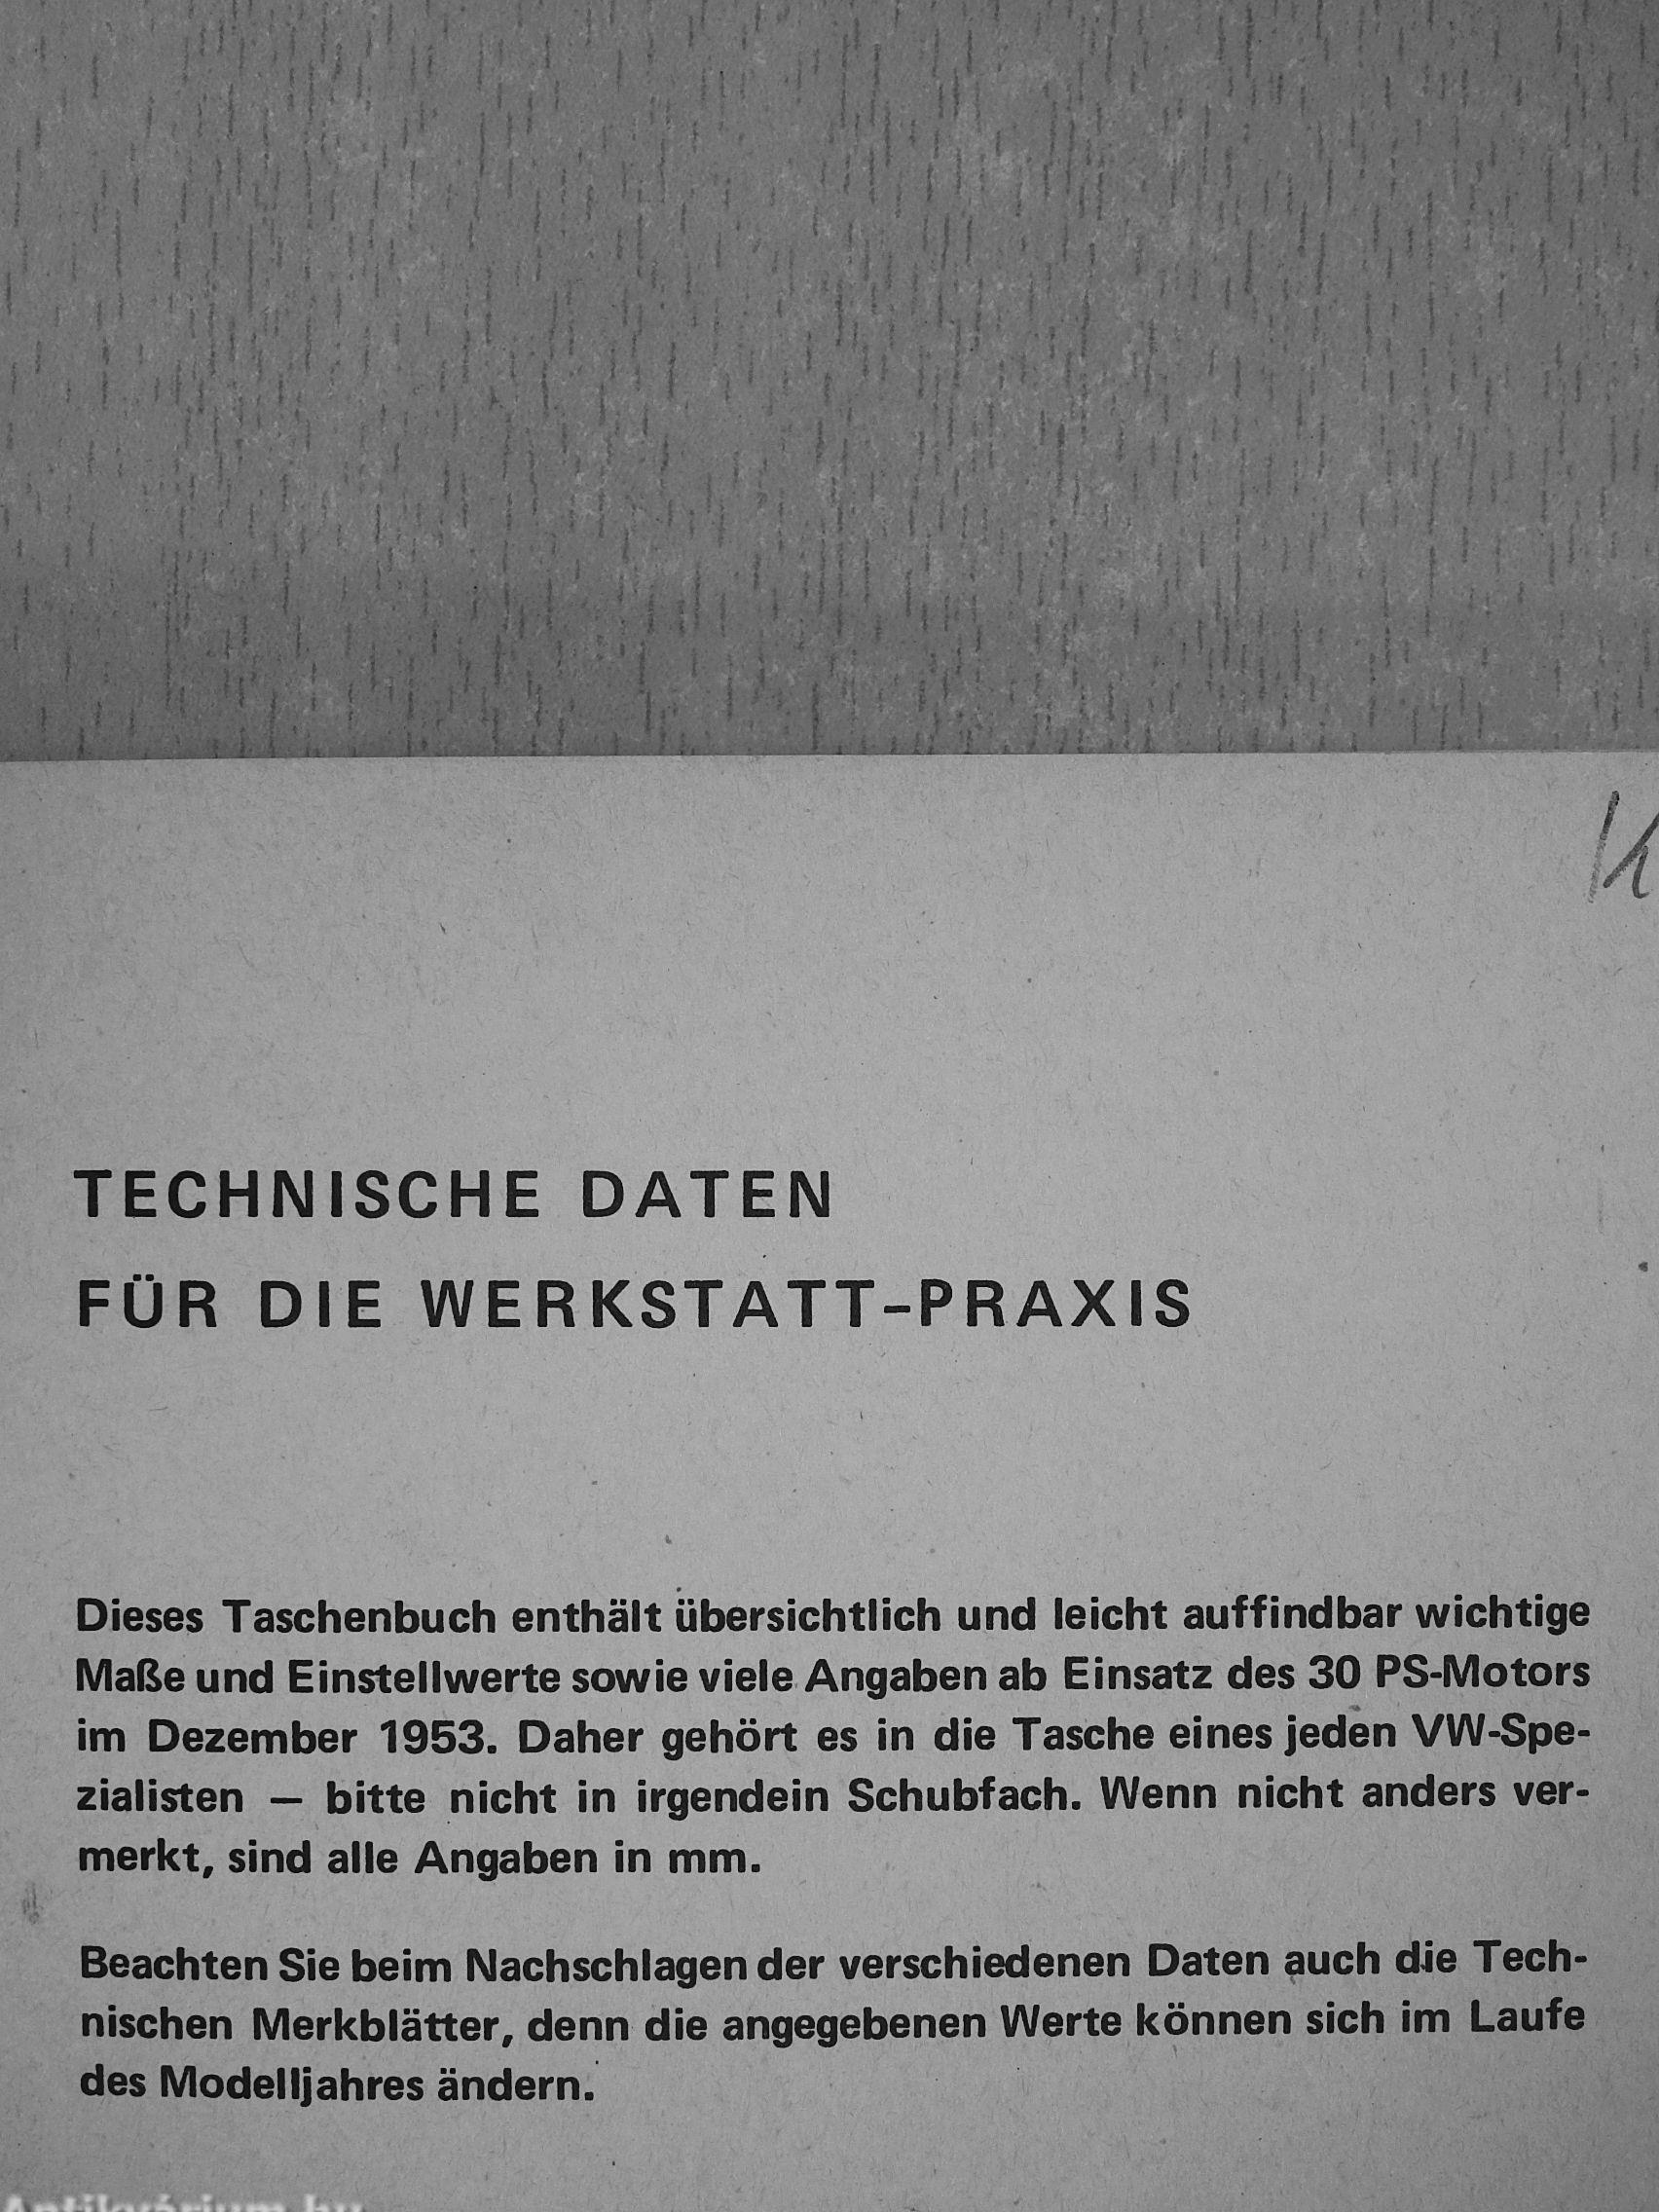 TECHNISCHE DATEN
FÜR DIE WERKSTATT-PRAXIS
Dieses Taschenbuch enthält übersichtlich und leicht auffindbar wichtige
Maße und Einstellwerte sowie viele Angaben ab Einsatz des 30 PS-Motors
im Dezember 1953. Daher gehört es in die Tasche eines jeden VW-Spe-
zialisten — bitte nicht in irgendein Schubfach. Wenn nicht anders ver-
merkt, sind alle Angaben in mm.
Beachten Sie beim Nachschlagen der verschiedenen Daten auch die Tech-
nischen Merkblätter, denn die angegebenen Werte können sich im Laufe
des Modelljahres ändern.
Antikvárium.hu